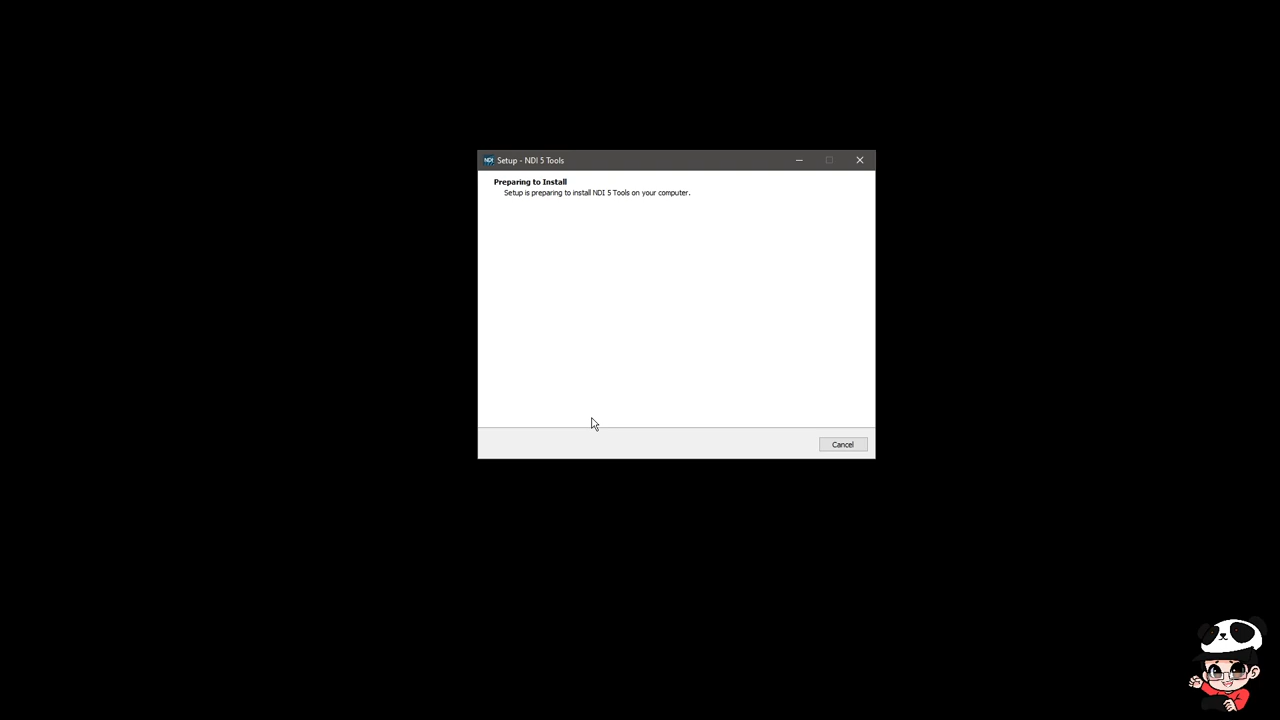 NDI Setup - NDI 5 Tools
Preparing to Install
Setup is preparing to install NDI 5 Tools on your computer.
Cancel